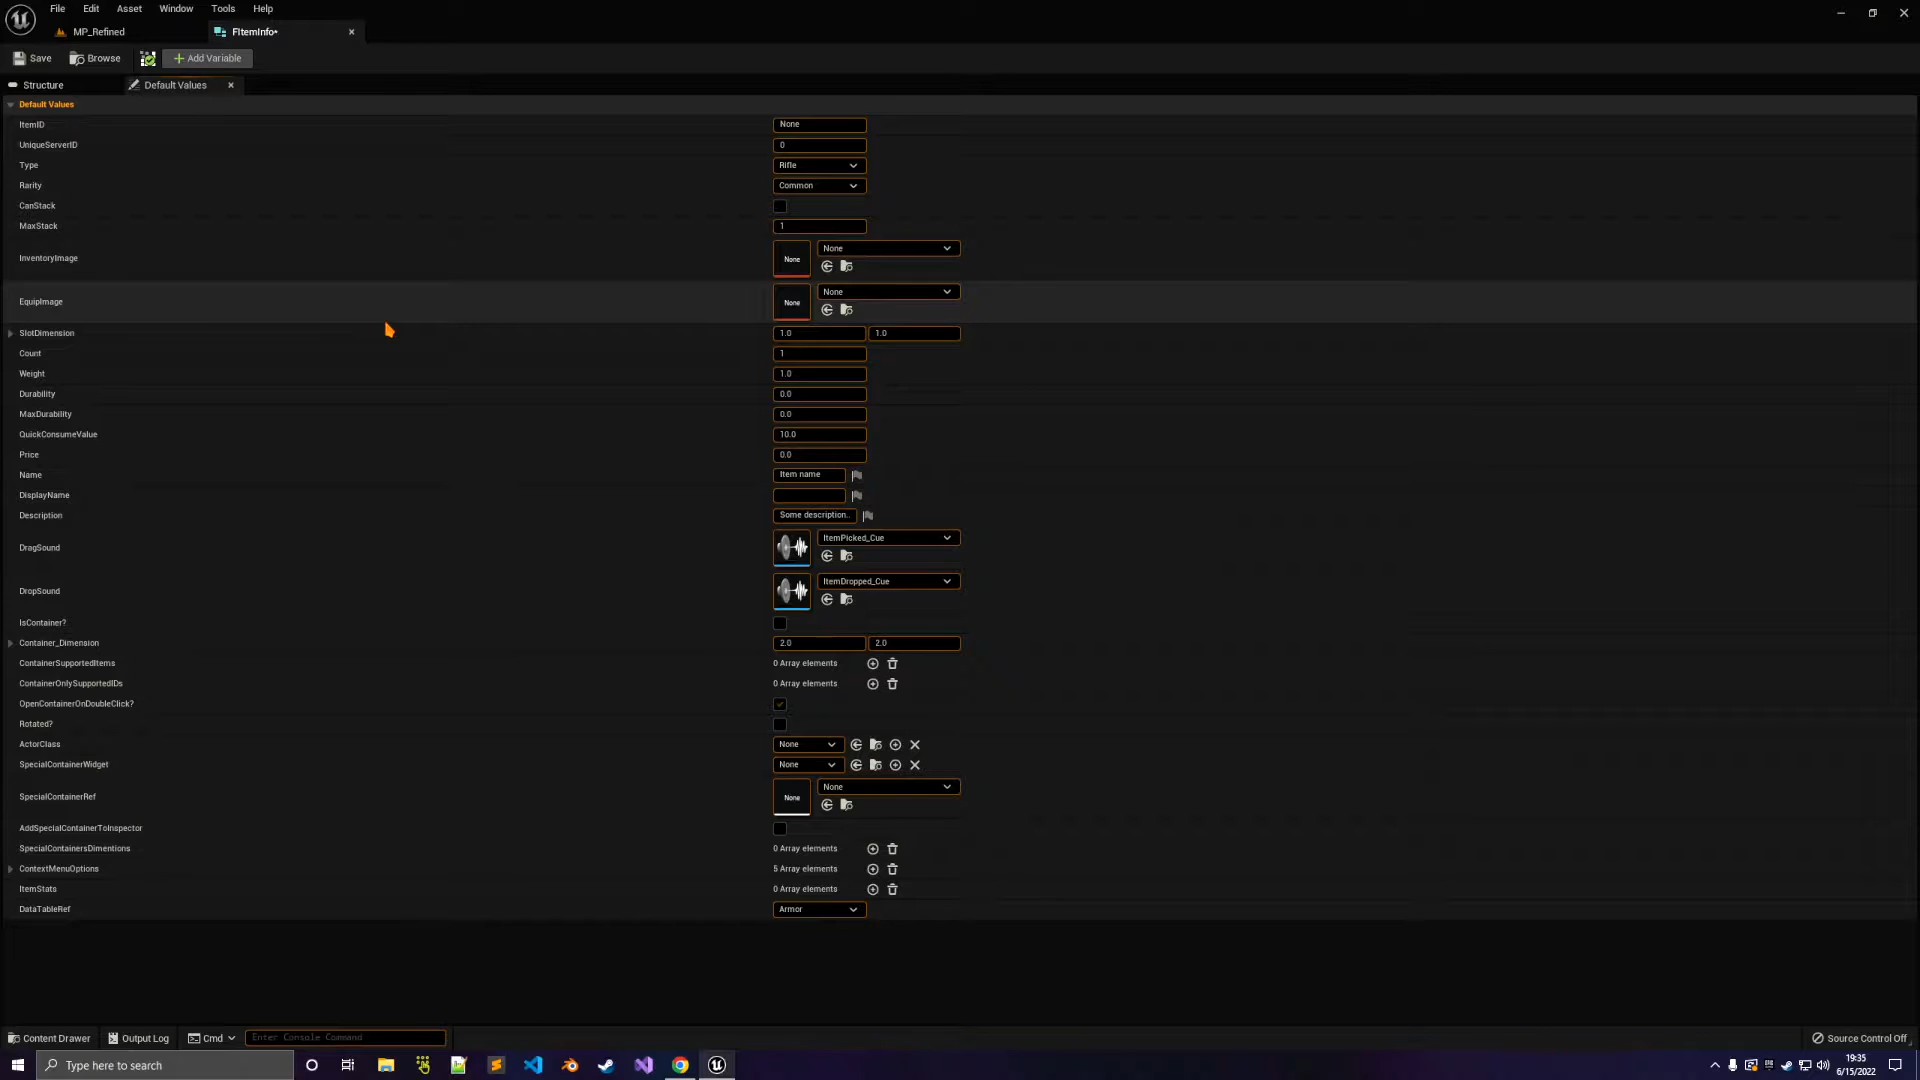 File Edit Asset Window Tools Help
MP_Refined FItemInfo*
Save Browse Add Variable
Structure Default Values
Default Values
ItemID None
UniqueServerID 0
Type Rifle
Rarity Common
CanStack
MaxStack 1
InventoryImage None None
EquipImage None None
SlotDimension 1.0 1.0
Count 1
Weight 1.0
Durability 0.0
MaxDurability 0.0
QuickConsumeValue 10.0
Price 0.0
Name Item name
DisplayName
Description Some description..
DragSound ItemPicked_Cue
DropSound ItemDropped_Cue
IsContainer?
Container_Dimension 2.0 2.0
ContainerSupportedItems 0 Array elements
ContainerOnlySupportedIDs 0 Array elements
OpenContainerOnDoubleClick?
Rotated?
ActorClass None
SpecialContainerWidget None
SpecialContainerRef None None
AddSpecialContainerToInspector
SpecialContainersDimentions 0 Array elements
ContextMenuOptions 5 Array elements
ItemStats 0 Array elements
DataTableRef Armor
Content Drawer Output Log Cmd Enter Console Command Source Control Off
Type here to search 19:35
6/15/2022